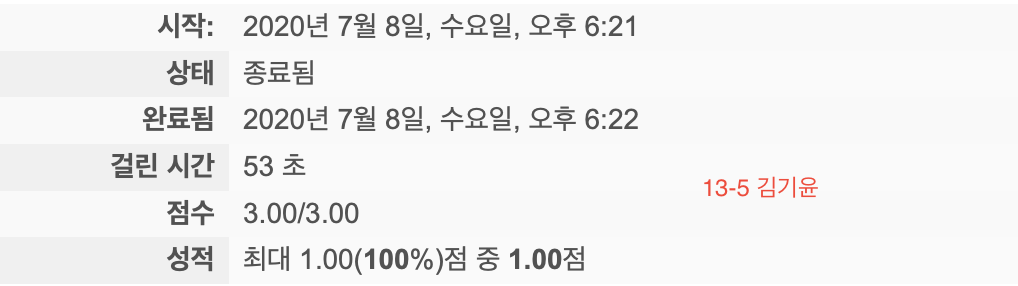 시작: 2020년 7월 8일, 수요일, 오후 6:21
상태 종료됨
완료됨 2020년 7월 8일, 수요일, 오후 6:22
걸린 시간 53 초
13-5 김기윤
점수 3.00/3.00
성적 최대 1.00(100%)점 중 1.00점